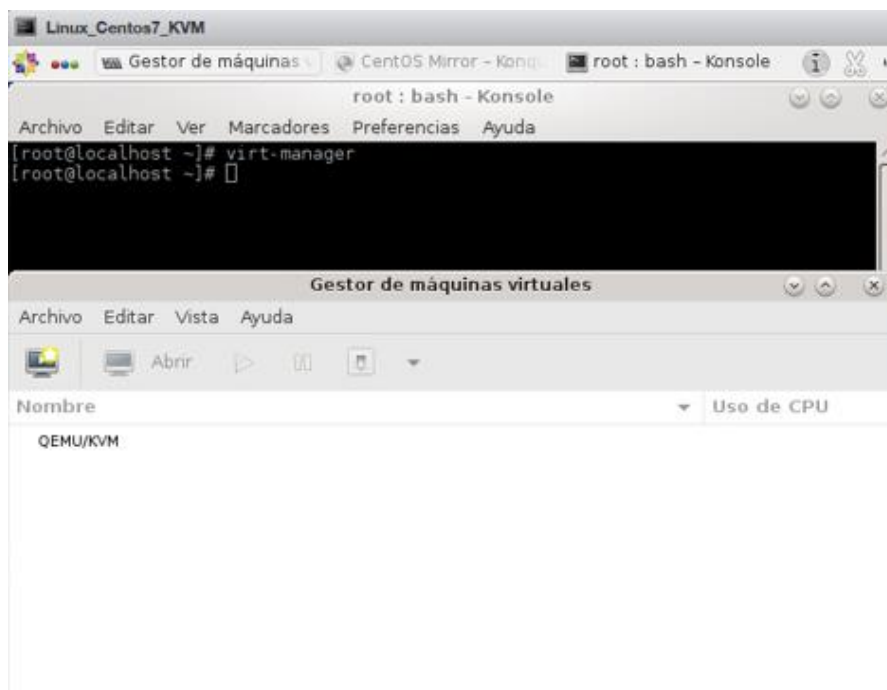 Linux_Centos7_KVM
Gestor de máquinas v
CentOS Mirror - Konq
root : bash - Konsole
root : bash - Konsole
Archivo Editar Ver Marcadores Preferencias Ayuda
[root@localhost ~]# virt-manager
[root@localhost ~]#
Gestor de máquinas virtuales
Archivo Editar Vista Ayuda
Abrir
Nombre Uso de CPU
QEMU/KVM